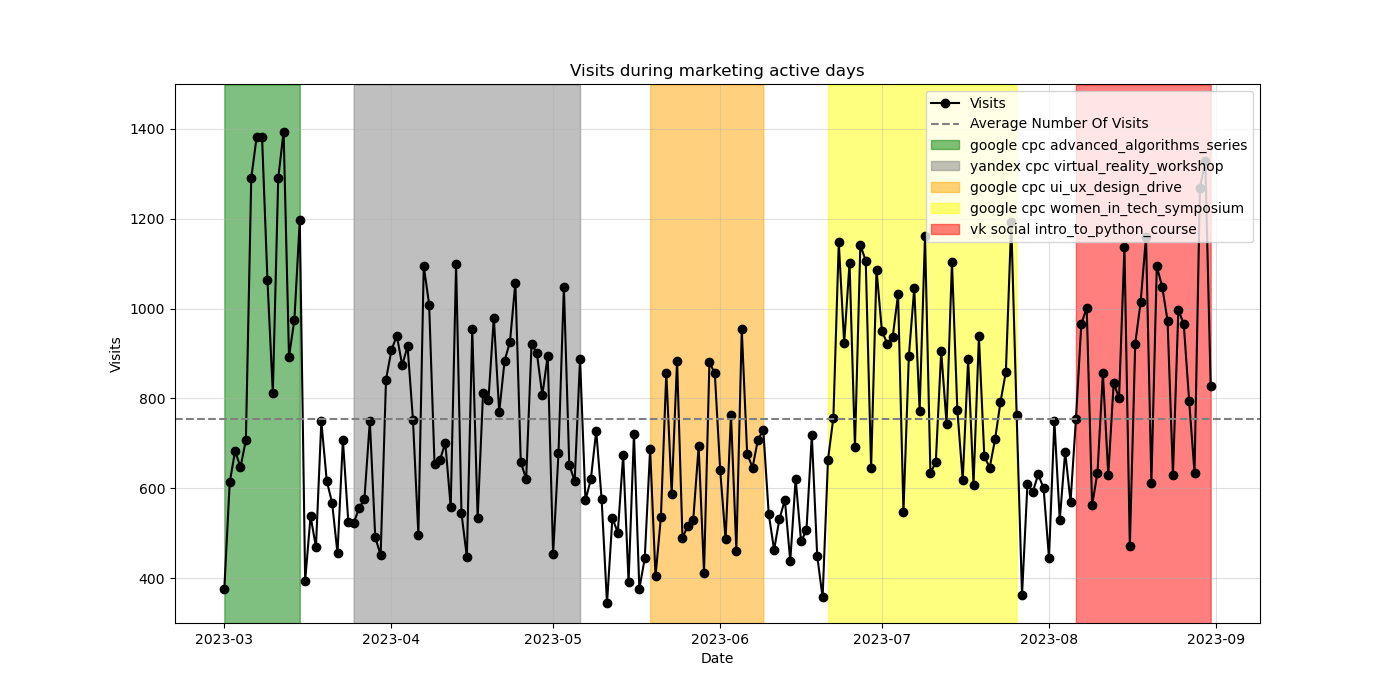 Visits during marketing active days
Visits
1400
1200
1000
800
600
400
2023-03
2023-04
2023-05
2023-06
2023-07
2023-08
2023-09
Date
Visits
Average Number Of Visits
google cpc advanced_algorithms_series
yandex cpc virtual_reality_workshop
google cpc ui_ux_design_drive
google cpc women_in_tech_symposium
vk social intro_to_python_course